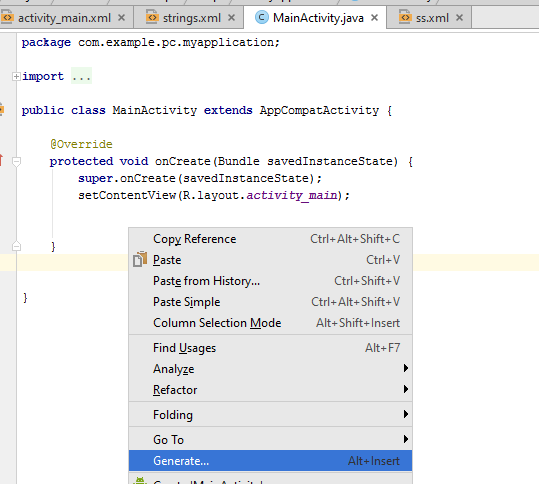 activity_main.xml × strings.xml × MainActivity.java × ss.xml ×
package com.example.pc.myapplication;
import ...
public class MainActivity extends AppCompatActivity {
@Override
protected void onCreate(Bundle savedInstanceState) {
super.onCreate(savedInstanceState);
setContentView(R.layout.activity_main);
}
}
Copy Reference Ctrl+Alt+Shift+C
Paste Ctrl+V
Paste from History... Ctrl+Shift+V
Paste Simple Ctrl+Alt+Shift+V
Column Selection Mode Alt+Shift+Insert
Find Usages Alt+F7
Analyze
Refactor
Folding
Go To
Generate... Alt+Insert